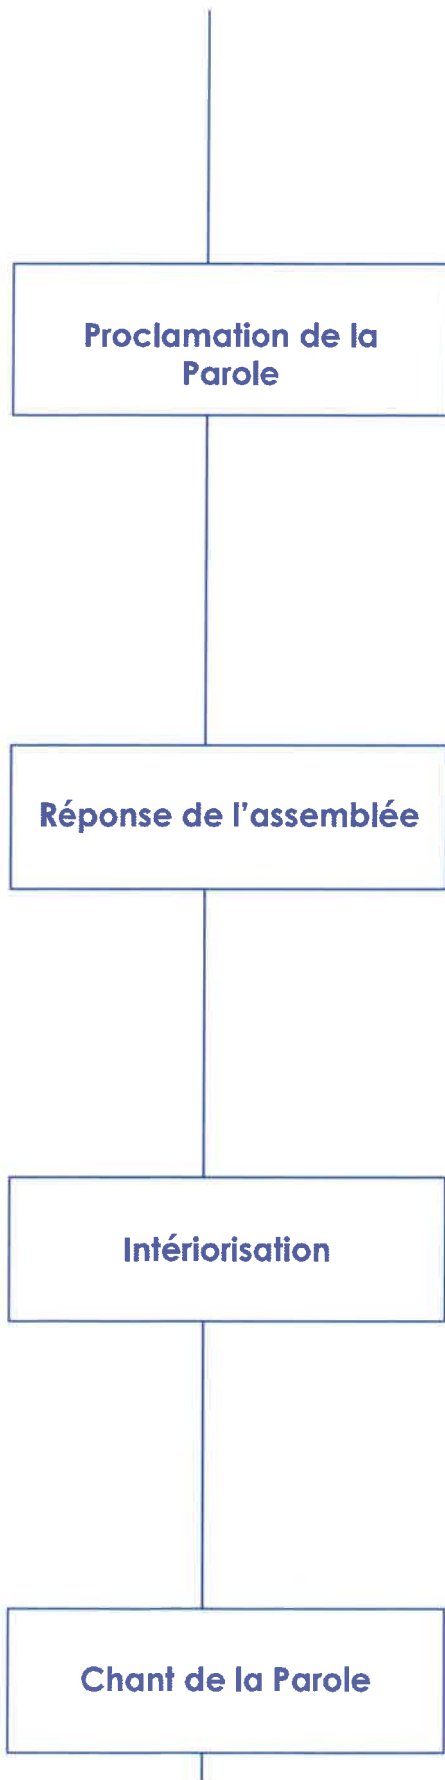 Proclamation de la
Parole
Réponse de l'assemblée
Intériorisation
Chant de la Parole